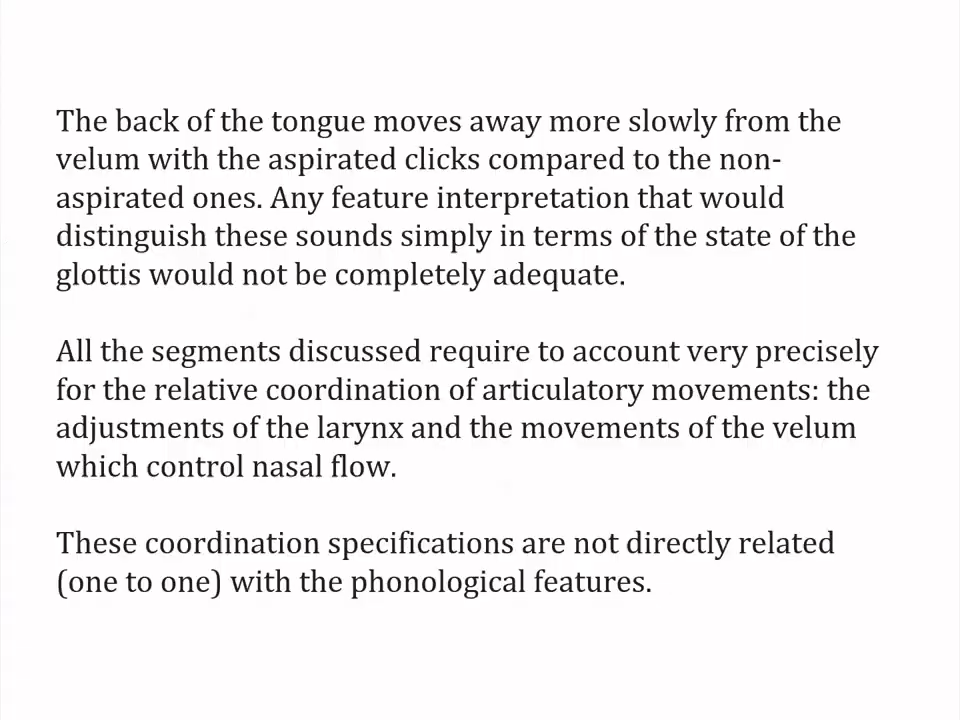 The back of the tongue moves away more slowly from the
velum with the aspirated clicks compared to the non-
aspirated ones. Any feature interpretation that would
distinguish these sounds simply in terms of the state of the
glottis would not be completely adequate.
All the segments discussed require to account very precisely
for the relative coordination of articulatory movements: the
adjustments of the larynx and the movements of the velum
which control nasal flow.
These coordination specifications are not directly related
(one to one) with the phonological features.